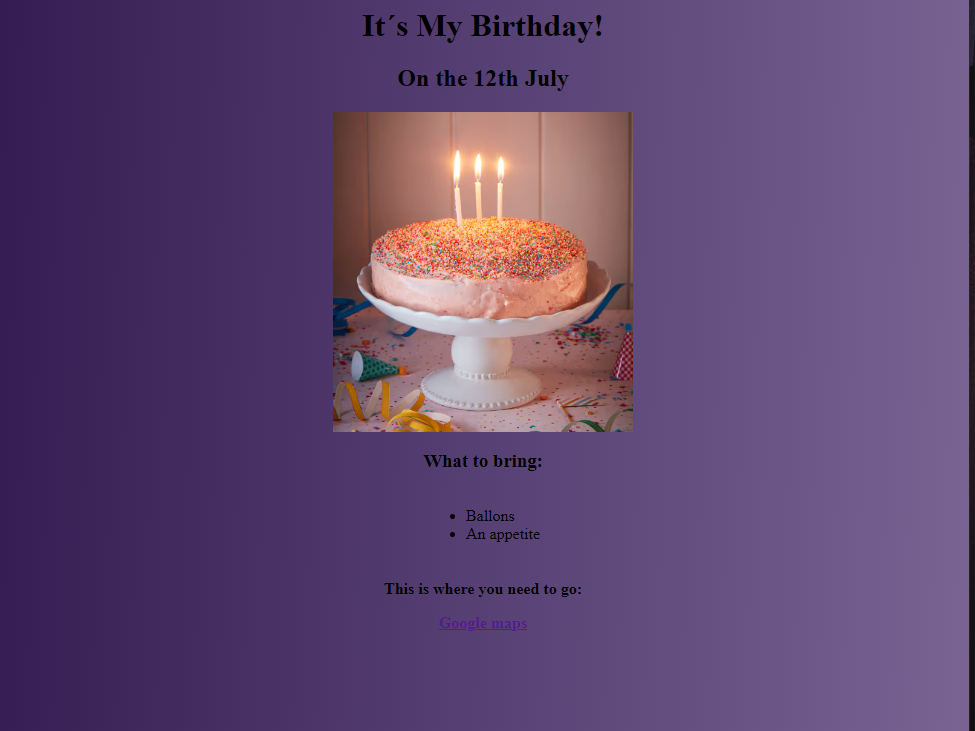 It´s My Birthday!
On the 12th July
What to bring:
Ballons
An appetite
This is where you need to go:
Google maps